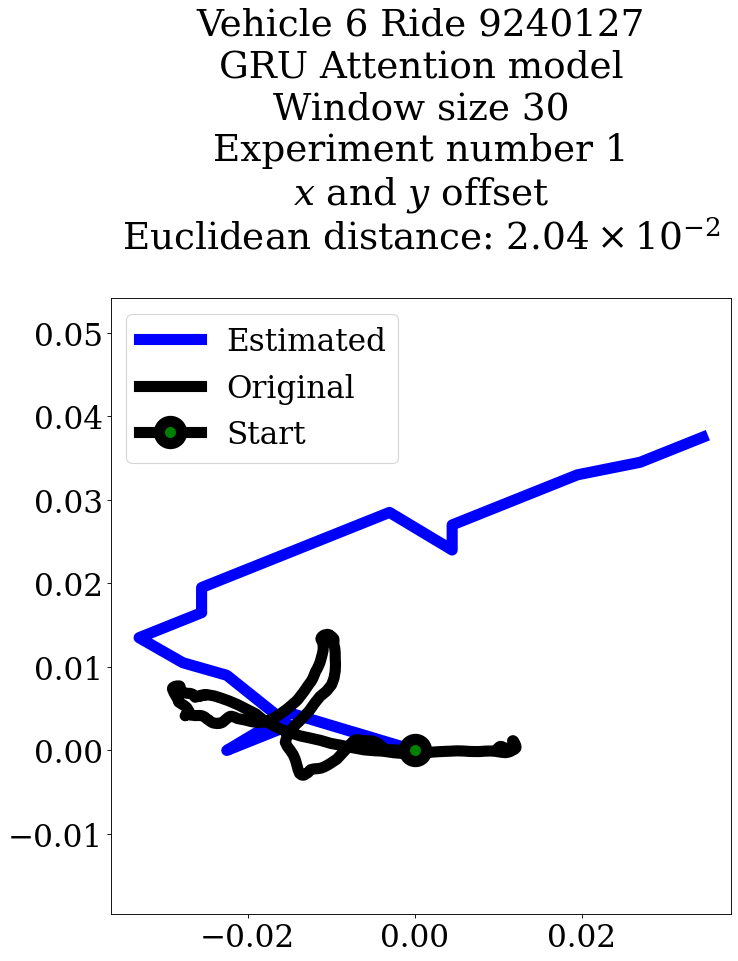 Vehicle 6 Ride 9240127
GRU Attention model
Window size 30
Experiment number 1
x and y offset
Euclidean distance: 2.04 × 10⁻²
Estimated
Original
Start
0.05
0.04
0.03
0.02
0.01
0.00
−0.01
−0.02 0.00 0.02